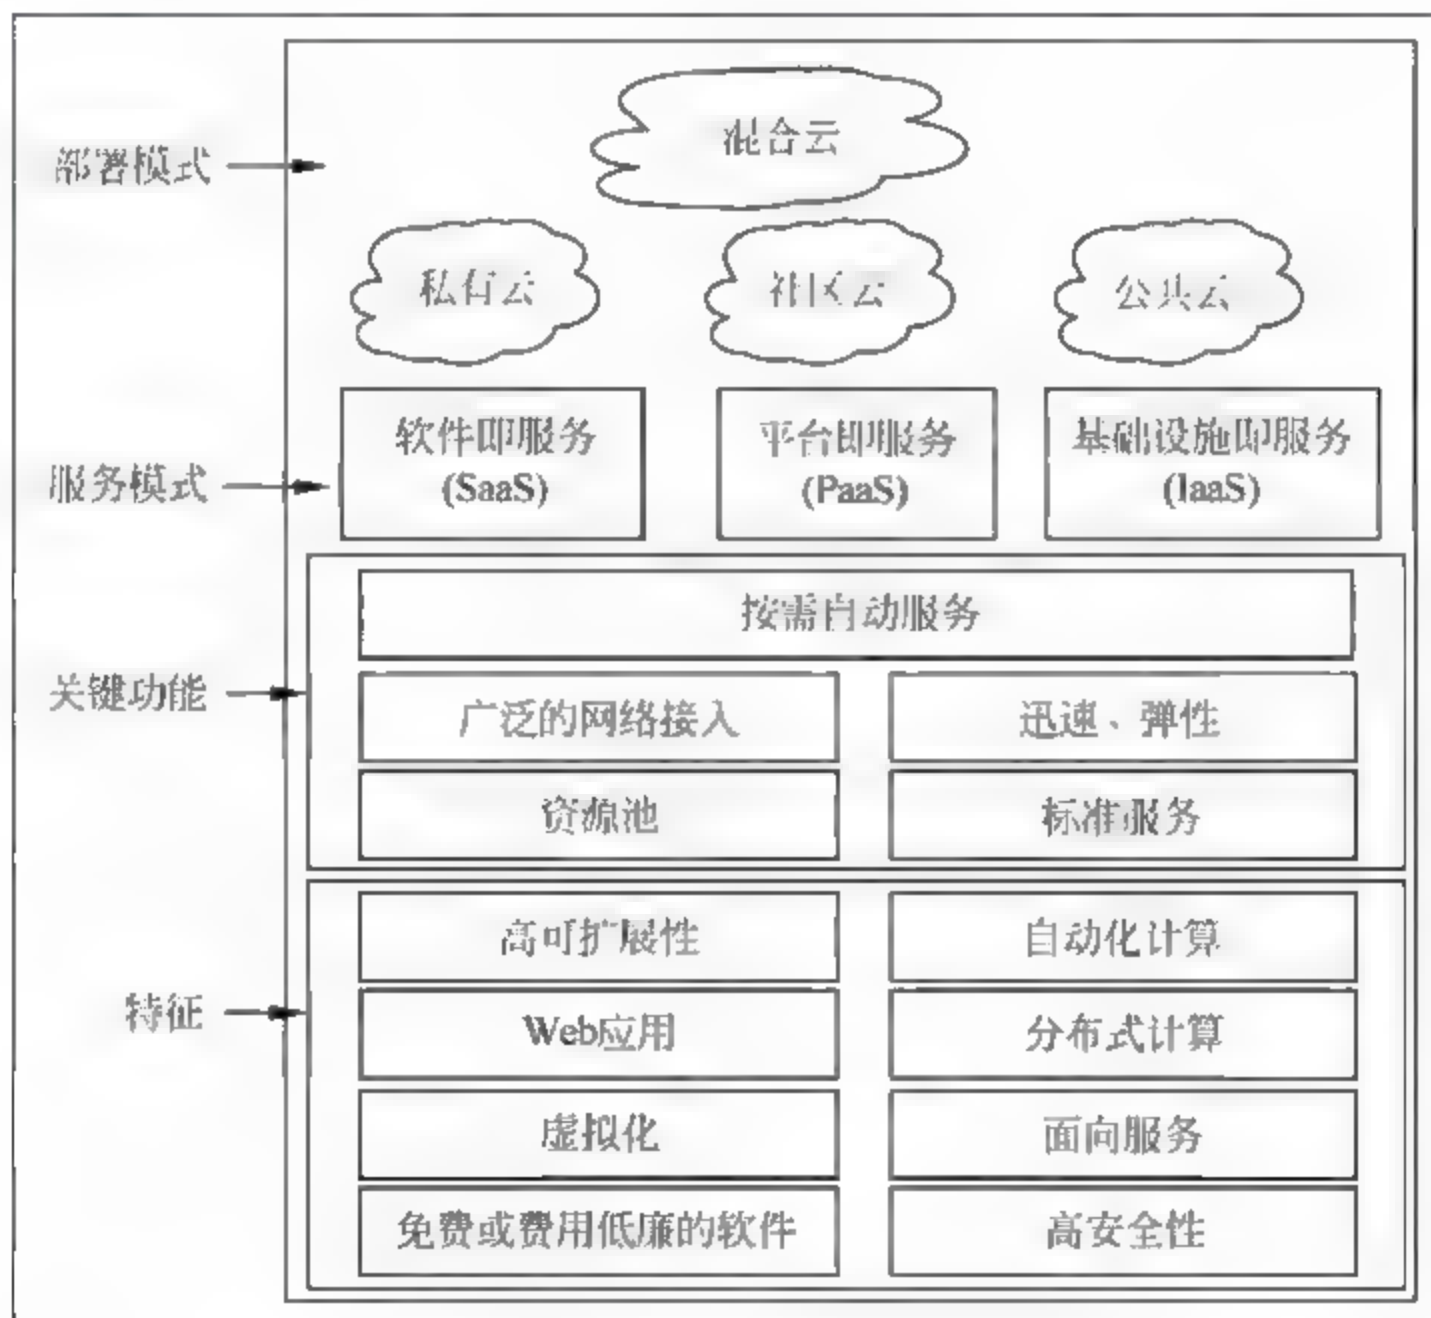 混合云
部署模式
私有云
社区云
公共云
软件即服务
(SaaS)
平台即服务
(PaaS)
基础设施即服务
(IaaS)
服务模式
按需自动服务
关键功能
广泛的网络接入
迅速、弹性
资源池
标准服务
高可扩展性
自动化计算
特征
Web应用
分布式计算
虚拟化
面向服务
免费或费用低廉的软件
高安全性